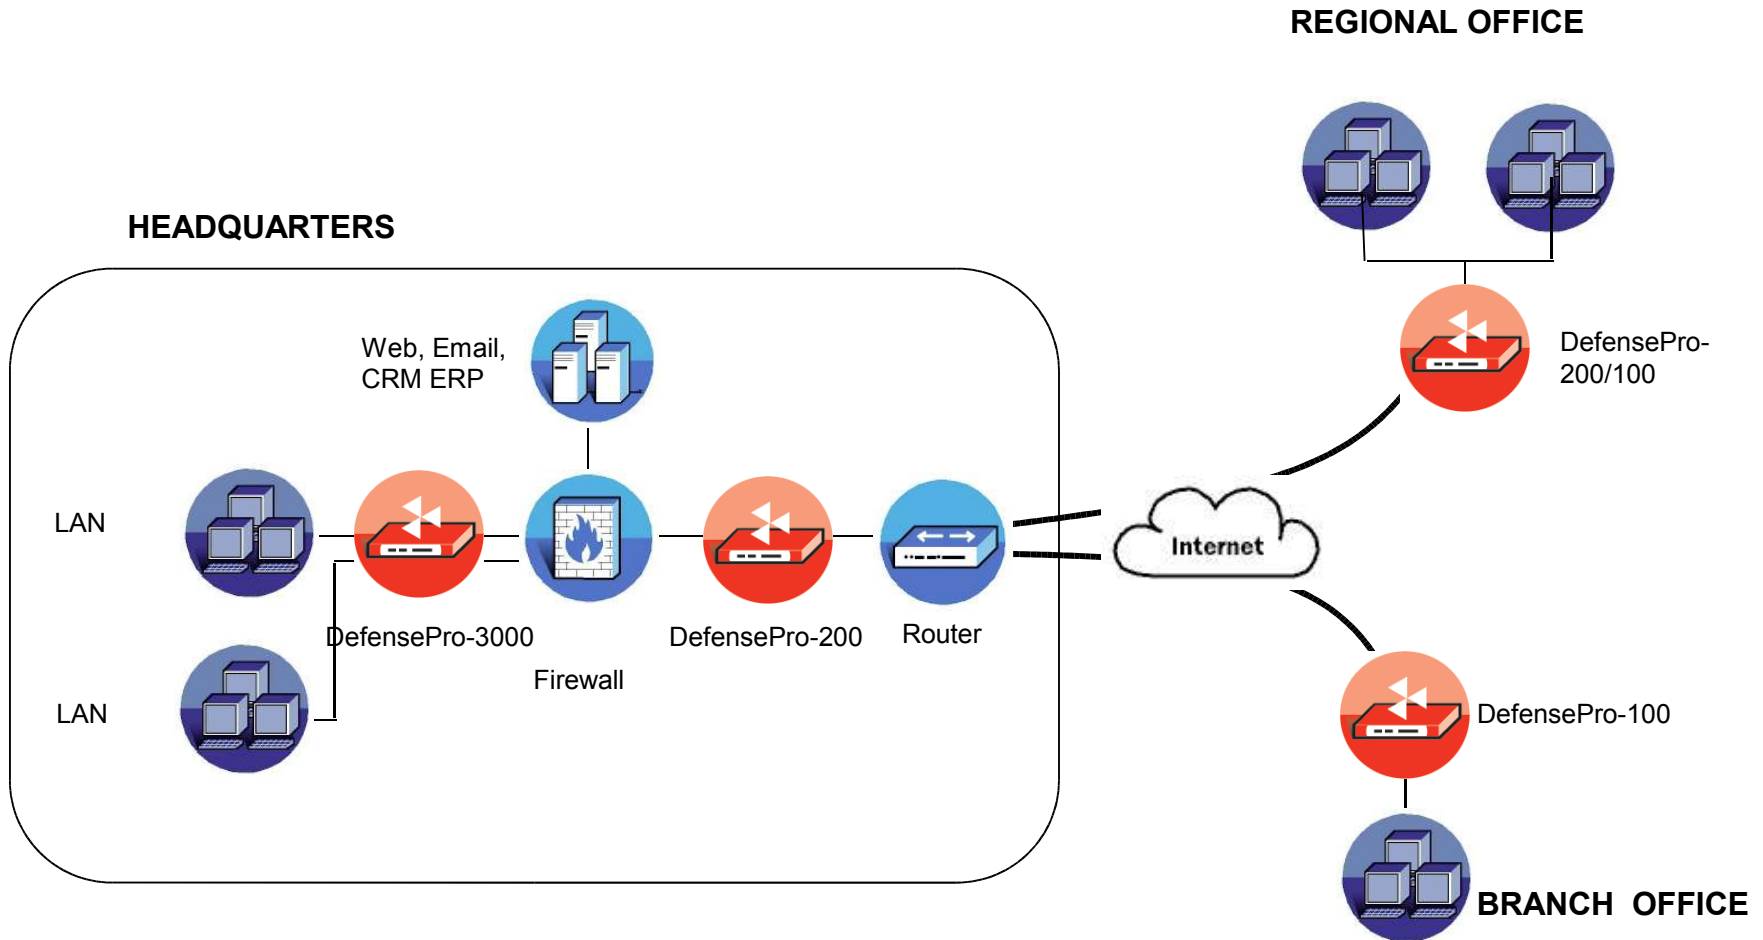 REGIONAL OFFICE
HEADQUARTERS
Web, Email,
CRM ERP
DefensePro-
200/100
LAN
Internet
DefensePro-3000
DefensePro-200
Router
Firewall
LAN
DefensePro-100
BRANCH OFFICE